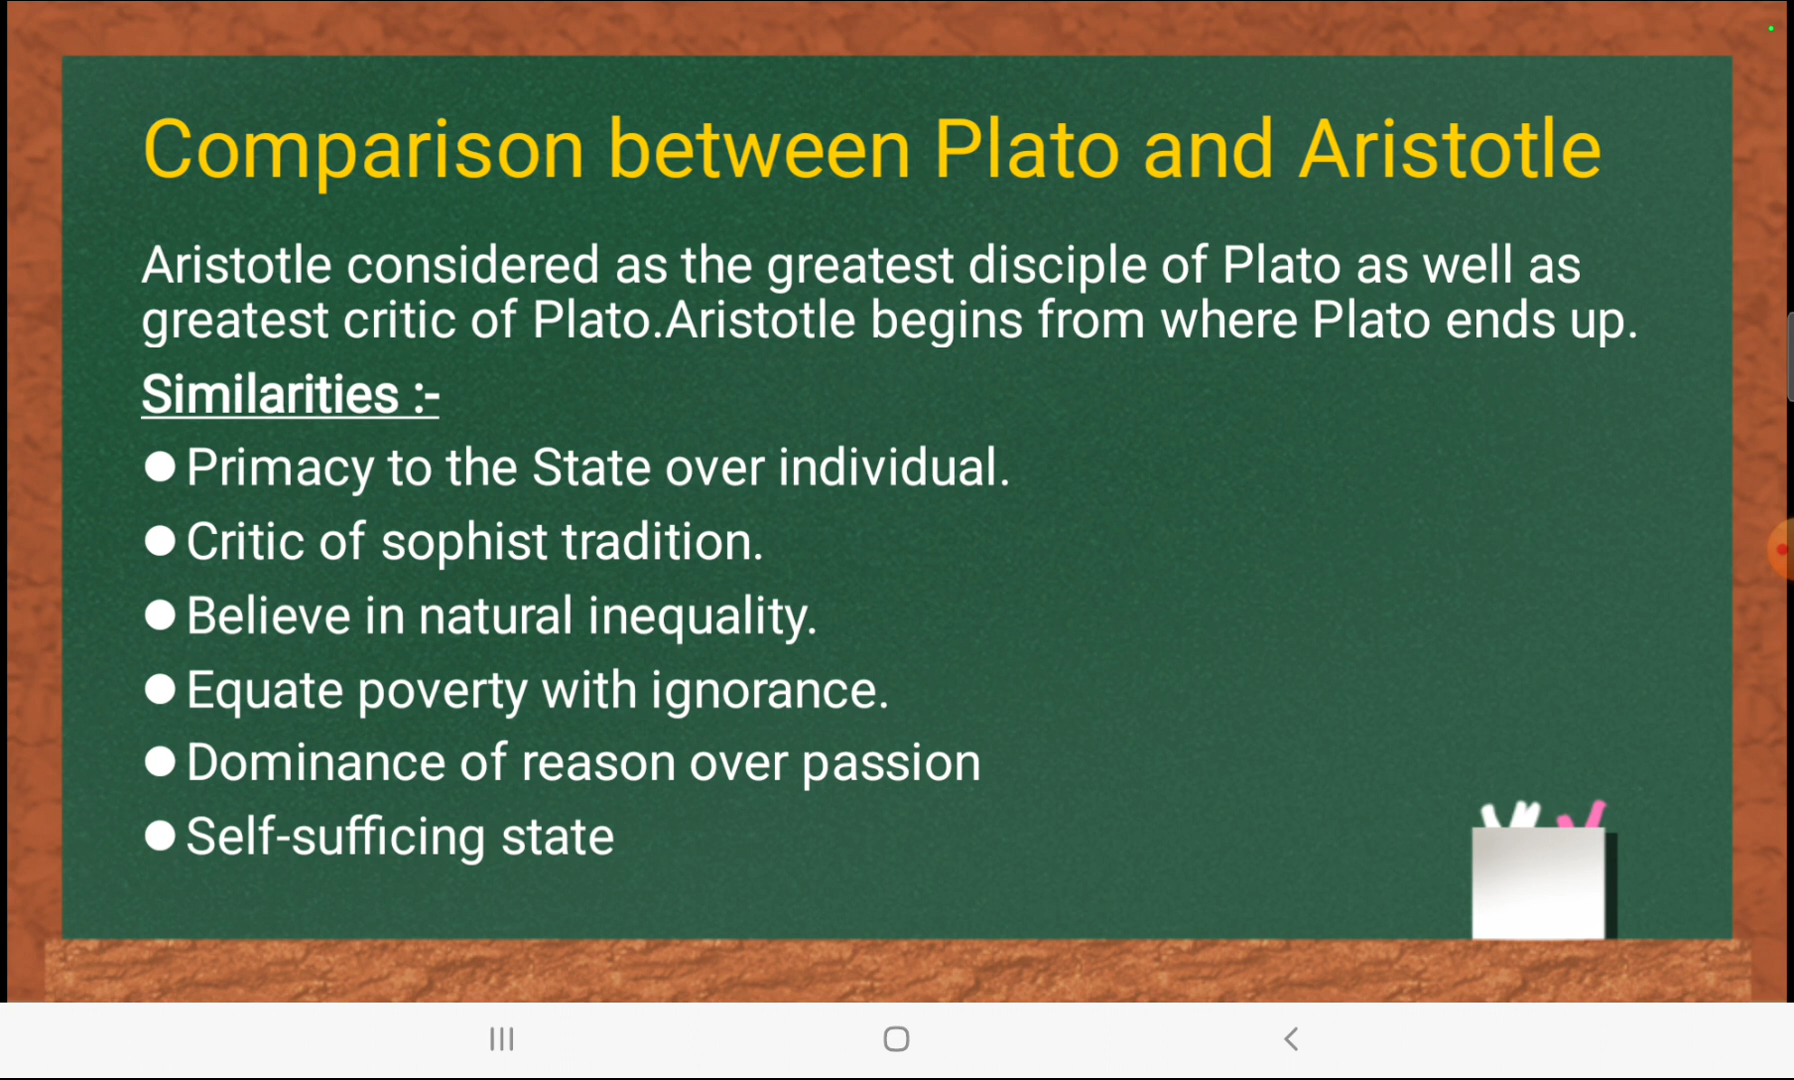 Comparison between Plato and Aristotle
Aristotle considered as the greatest disciple of Plato as well as
greatest critic of Plato.Aristotle begins from where Plato ends up.
Similarities :-
● Primacy to the State over individual.
● Critic of sophist tradition.
● Believe in natural inequality.
● Equate poverty with ignorance.
● Dominance of reason over passion
● Self-sufficing state